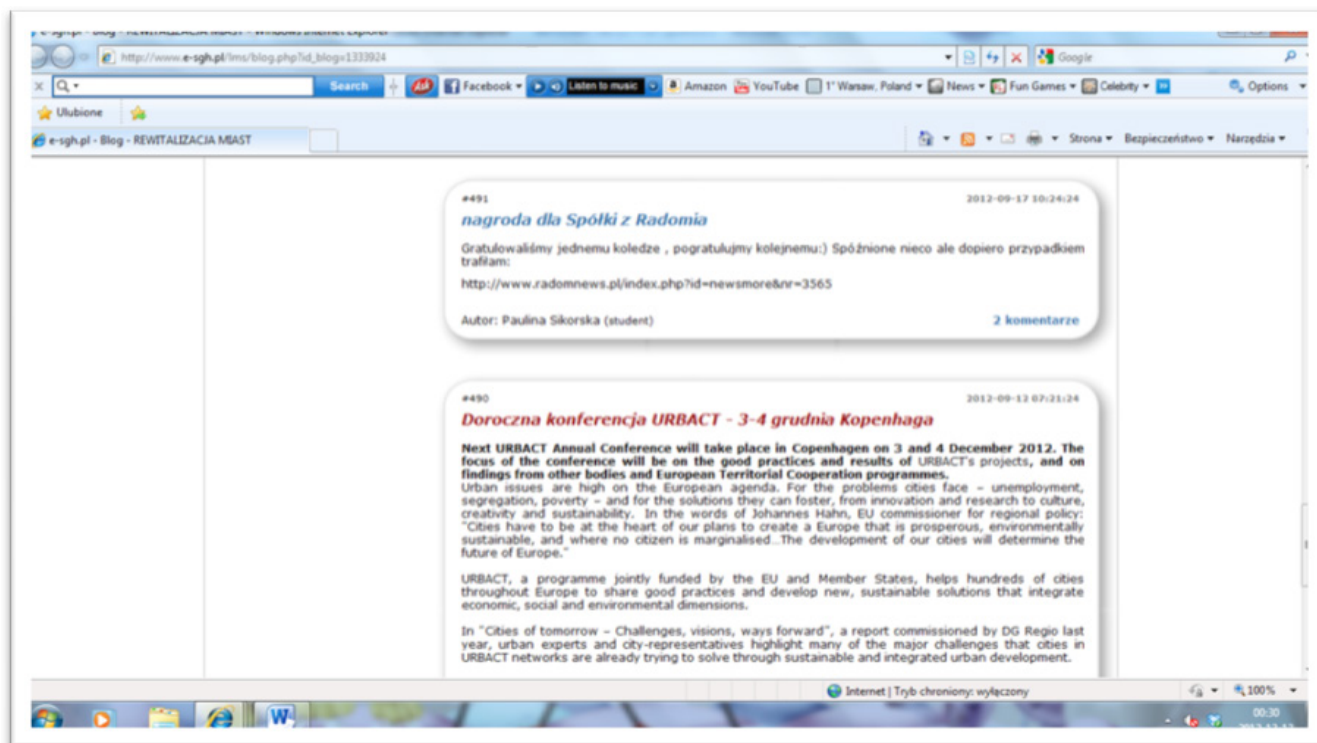 e-sgh.pl - Blog - REWITALIZACJA MIAST - Windows Internet Explorer
http://www.e-sgh.pl/lms/blog.php?id_blog=1333924
Google
Search
Facebook
Listen to music
Amazon
YouTube
1° Warsaw, Poland
News
Fun Games
Celebrity
Options
Ulubione
e-sgh.pl - Blog - REWITALIZACJA MIAST
Strona
Bezpieczeństwo
Narzędzia
#491 2012-09-17 10:24:24
nagroda dla Spółki z Radomia
Gratulowaliśmy jednemu koledze , pogratulujmy kolejnemu:) Spóźnione nieco ale dopiero przypadkiem
trafiłam:
http://www.radomnews.pl/index.php?id=newsmore&nr=3565
Autor: Paulina Sikorska (student) 2 komentarze
#490 2012-09-12 07:21:24
Doroczna konferencja URBACT - 3-4 grudnia Kopenhaga
Next URBACT Annual Conference will take place in Copenhagen on 3 and 4 December 2012. The
focus of the conference will be on the good practices and results of URBACT's projects, and on
findings from other bodies and European Territorial Cooperation programmes.
Urban issues are high on the European agenda. For the problems cities face – unemployment,
segregation, poverty – and for the solutions they can foster, from innovation and research to culture,
creativity and sustainability. In the words of Johannes Hahn, EU commissioner for regional policy:
"Cities have to be at the heart of our plans to create a Europe that is prosperous, environmentally
sustainable, and where no citizen is marginalised...The development of our cities will determine the
future of Europe."
URBACT, a programme jointly funded by the EU and Member States, helps hundreds of cities
throughout Europe to share good practices and develop new, sustainable solutions that integrate
economic, social and environmental dimensions.
In "Cities of tomorrow – Challenges, visions, ways forward", a report commissioned by DG Regio last
year, urban experts and city-representatives highlight many of the major challenges that cities in
URBACT networks are already trying to solve through sustainable and integrated urban development.
Internet | Tryb chroniony: wyłączony
100%
00:30